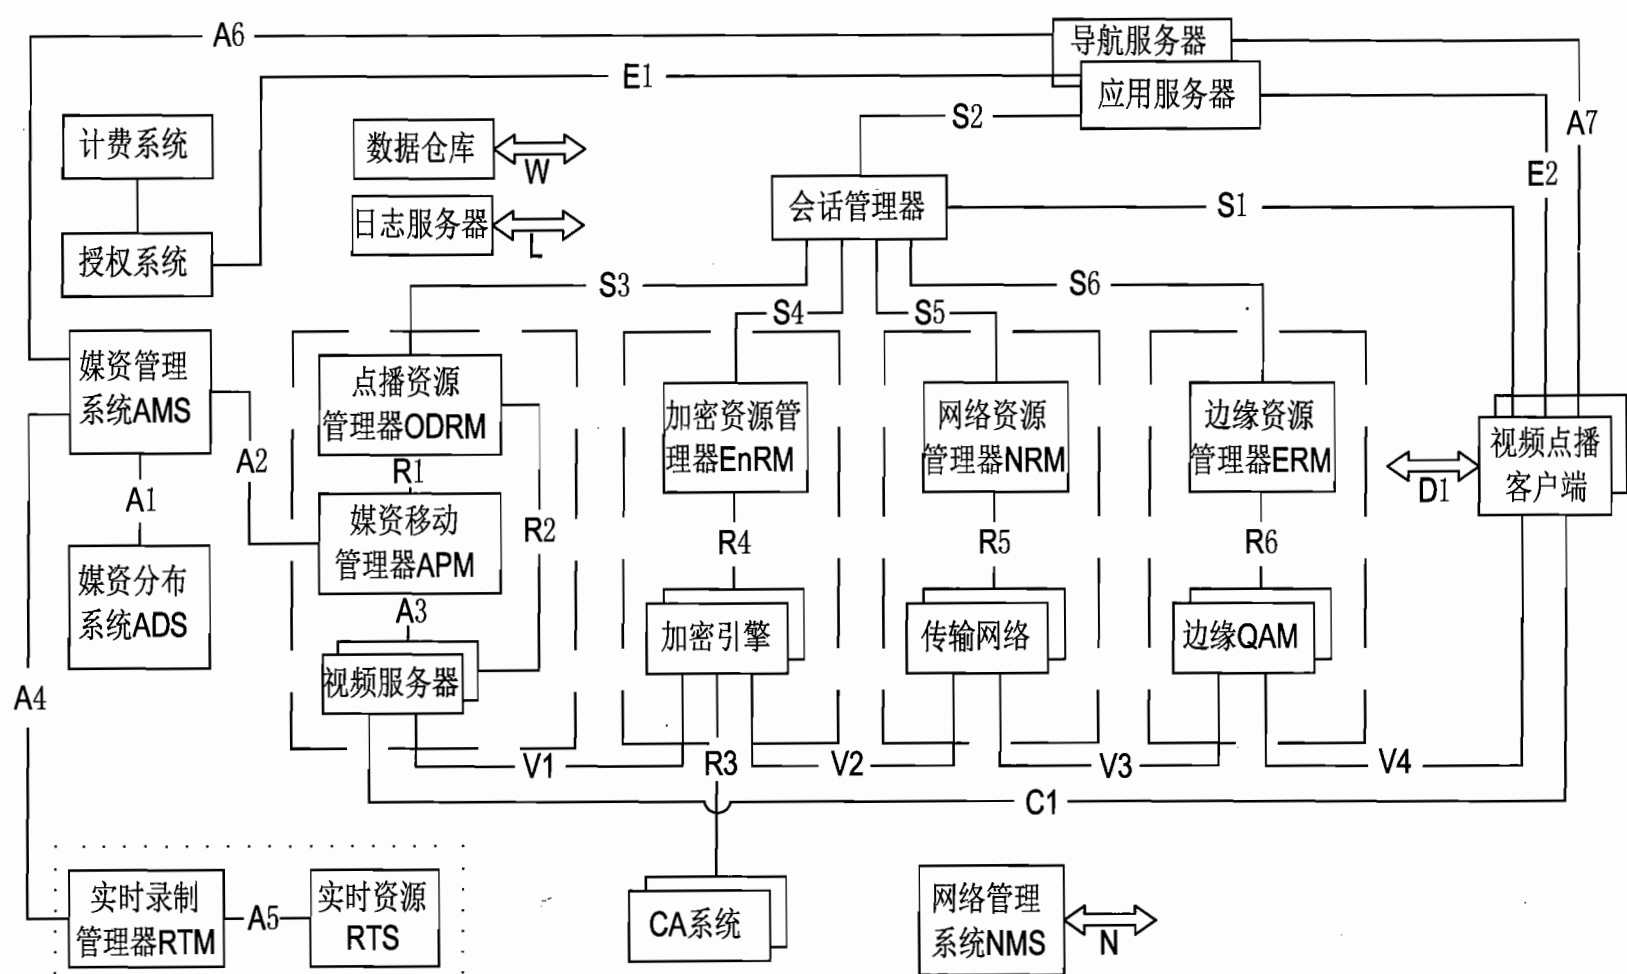 A6
导航服务器
E1
应用服务器
S2
A7
计费系统
数据仓库
W
E2
会话管理器
S1
日志服务器
L
授权系统
S3
S6
S4
S5
媒资管理
系统AMS
点播资源
管理器ODRM
加密资源管
理器EnRM
网络资源
管理器NRM
边缘资源
管理器ERM
视频点播
客户端
D1
A2
R1
A1
媒资移动
管理器APM
R2
R4
R5
R6
媒资分布
系统ADS
A3
加密引擎
传输网络
边缘QAM
视频服务器
A4
V1
R3
V2
V3
V4
C1
实时录制
管理器RTM
A5
实时资源
RTS
CA系统
网络管理
系统NMS
N